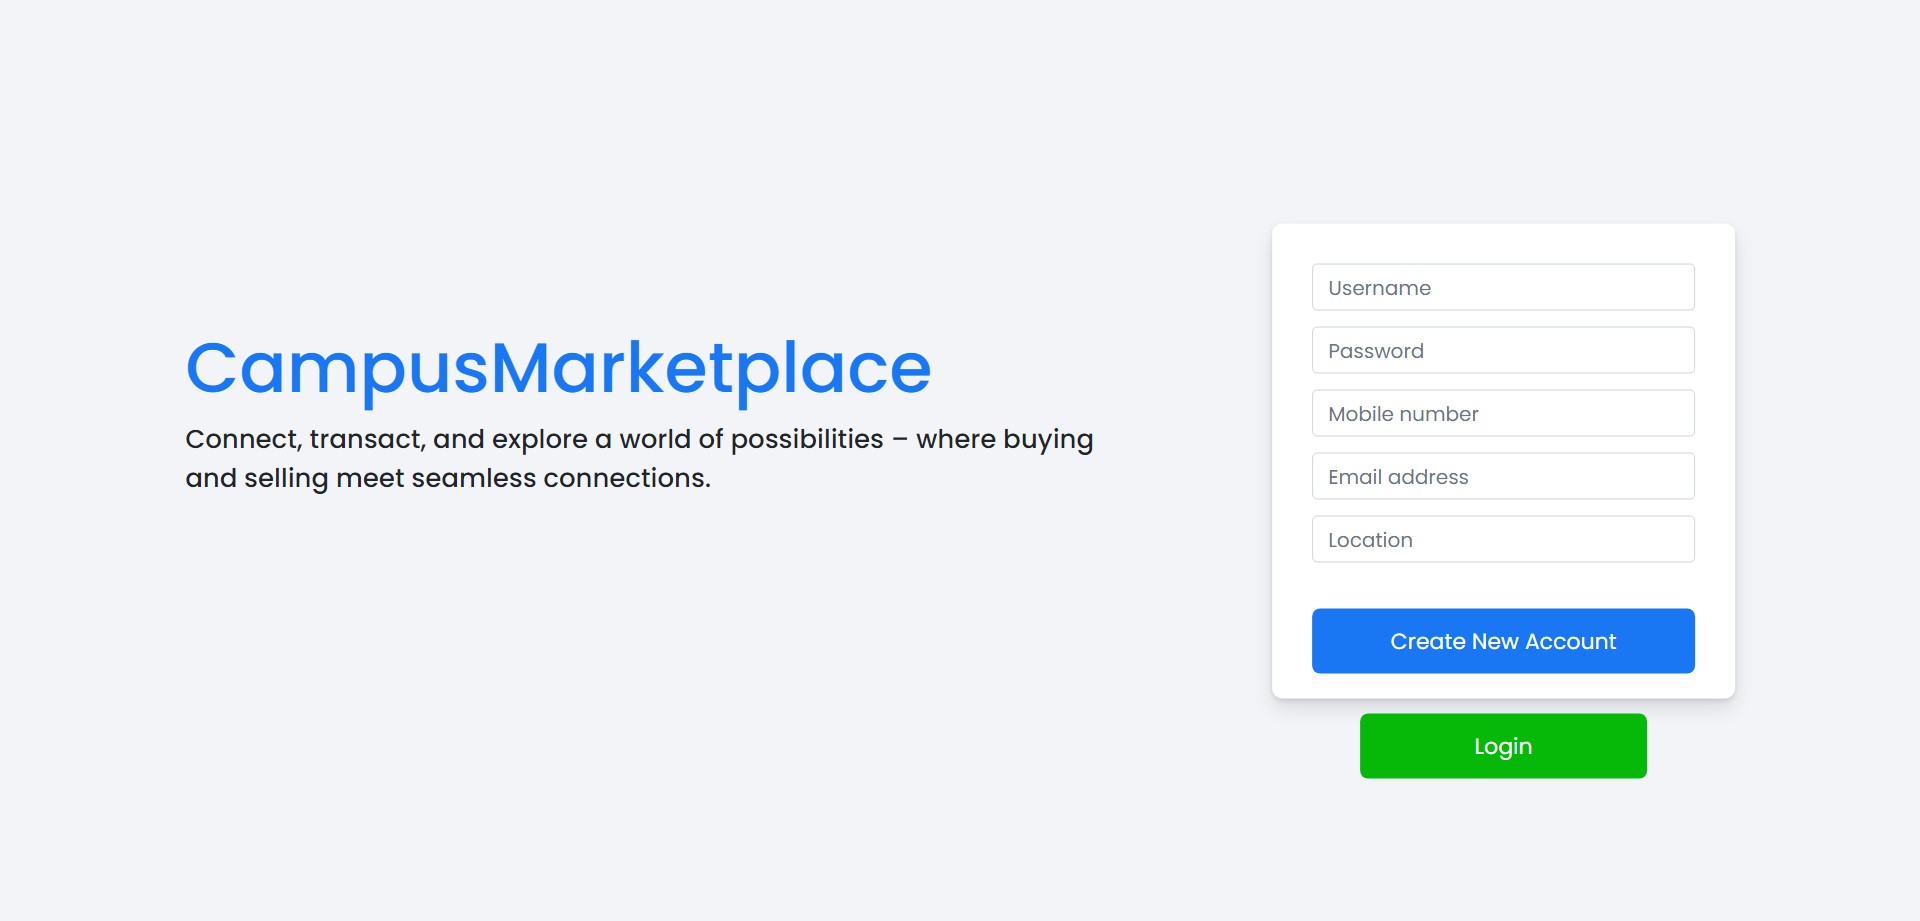 CampusMarketplace
Connect, transact, and explore a world of possibilities – where buying
and selling meet seamless connections.
Username
Password
Mobile number
Email address
Location
Create New Account
Login